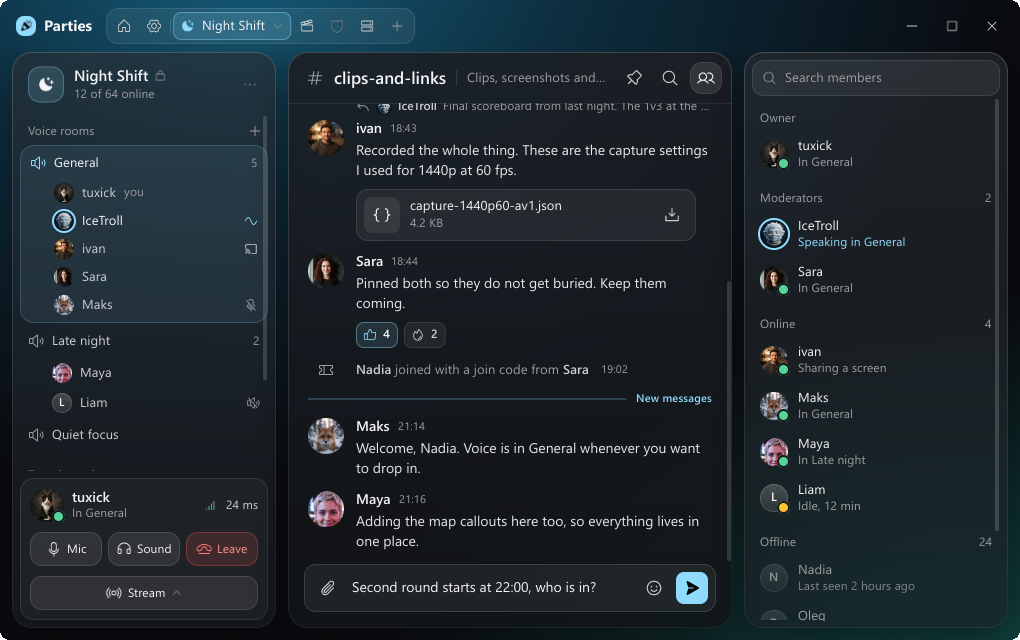 Parties
Night Shift
Night Shift
12 of 64 online
Voice rooms
General 5
tuxick you
IceTroll
ivan
Sara
Maks
Late night 2
Maya
L Liam
Quiet focus
tuxick
In General
24 ms
Mic
Sound
Leave
Stream
# clips-and-links
Clips, screenshots and...
IceTroll Final scoreboard from last night. The 1v3 at the ...
ivan 18:43
Recorded the whole thing. These are the capture settings
I used for 1440p at 60 fps.
{ } capture-1440p60-av1.json
4.2 KB
Sara 18:44
Pinned both so they do not get buried. Keep them
coming.
4
2
Nadia joined with a join code from Sara 19:02
New messages
Maks 21:14
Welcome, Nadia. Voice is in General whenever you want
to drop in.
Maya 21:16
Adding the map callouts here too, so everything lives in
one place.
Second round starts at 22:00, who is in?
Search members
Owner
tuxick
In General
Moderators 2
IceTroll
Speaking in General
Sara
In General
Online 4
ivan
Sharing a screen
Maks
In General
Maya
In Late night
L Liam
Idle, 12 min
Offline 24
N Nadia
Last seen 2 hours ago
Oleg